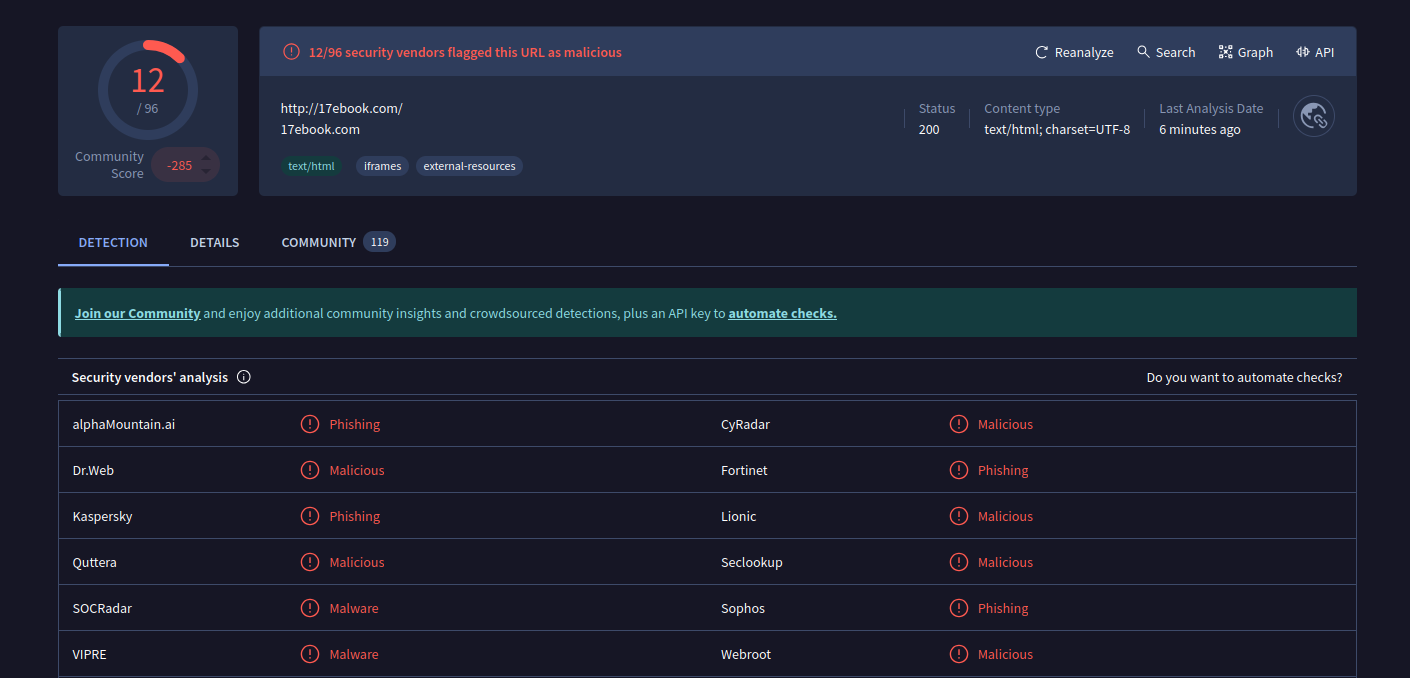 12
/ 96
Community Score
-285
12/96 security vendors flagged this URL as malicious
Reanalyze
Search
Graph
API
http://17ebook.com/
17ebook.com
text/html
iframes
external-resources
Status
200
Content type
text/html; charset=UTF-8
Last Analysis Date
6 minutes ago
DETECTION
DETAILS
COMMUNITY 119
Join our Community and enjoy additional community insights and crowdsourced detections, plus an API key to automate checks.
Security vendors' analysis
Do you want to automate checks?
alphaMountain.ai Phishing CyRadar Malicious
Dr.Web Malicious Fortinet Phishing
Kaspersky Phishing Lionic Malicious
Quttera Malicious Seclookup Malicious
SOCRadar Malware Sophos Phishing
VIPRE Malware Webroot Malicious